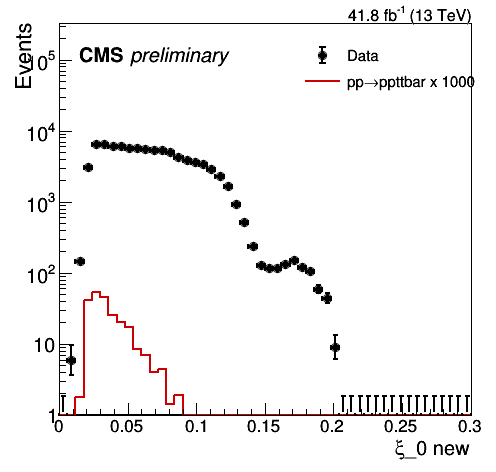 41.8 fb⁻¹ (13 TeV)
Events
CMS preliminary
Data
pp→ppttbar x 1000
10⁵
10⁴
10³
10²
10
1
0 0.05 0.1 0.15 0.2 0.25 0.3
ξ_0 new